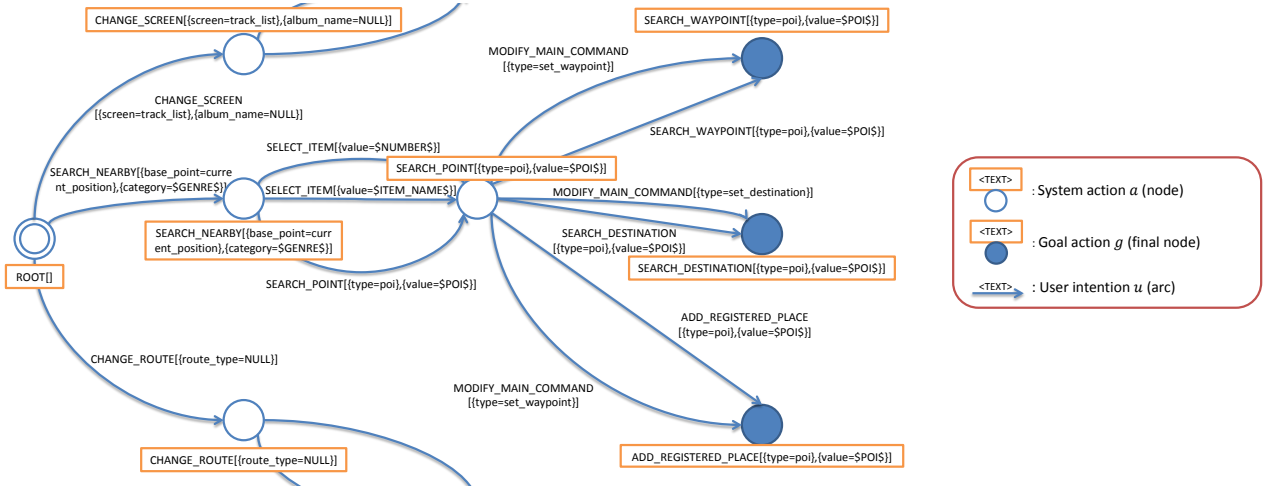 CHANGE_SCREEN[{screen=track_list},{album_name=NULL}]
SEARCH_WAYPOINT[{type=poi},{value=$POI$}]
MODIFY_MAIN_COMMAND
[{type=set_waypoint}]
CHANGE_SCREEN
[{screen=track_list},{album_name=NULL}]
SEARCH_WAYPOINT[{type=poi},{value=$POI$}]
SELECT_ITEM[{value=$NUMBER$}]
SEARCH_NEARBY[{base_point=curre
nt_position},{category=$GENRE$}]
SEARCH_POINT[{type=poi},{value=$POI$}]
SELECT_ITEM[{value=$ITEM_NAME$}]
MODIFY_MAIN_COMMAND[{type=set_destination}]
SEARCH_NEARBY[{base_point=curr
ent_position},{category=$GENRE$}]
SEARCH_DESTINATION
[{type=poi},{value=$POI$}]
SEARCH_DESTINATION[{type=poi},{value=$POI$}]
ROOT[]
SEARCH_POINT[{type=poi},{value=$POI$}]
ADD_REGISTERED_PLACE
[{type=poi},{value=$POI$}]
CHANGE_ROUTE[{route_type=NULL}]
MODIFY_MAIN_COMMAND
[{type=set_waypoint}]
CHANGE_ROUTE[{route_type=NULL}]
ADD_REGISTERED_PLACE[{type=poi},{value=$POI$}]
<TEXT>
: System action a (node)
<TEXT>
: Goal action g (final node)
<TEXT>
: User intention u (arc)